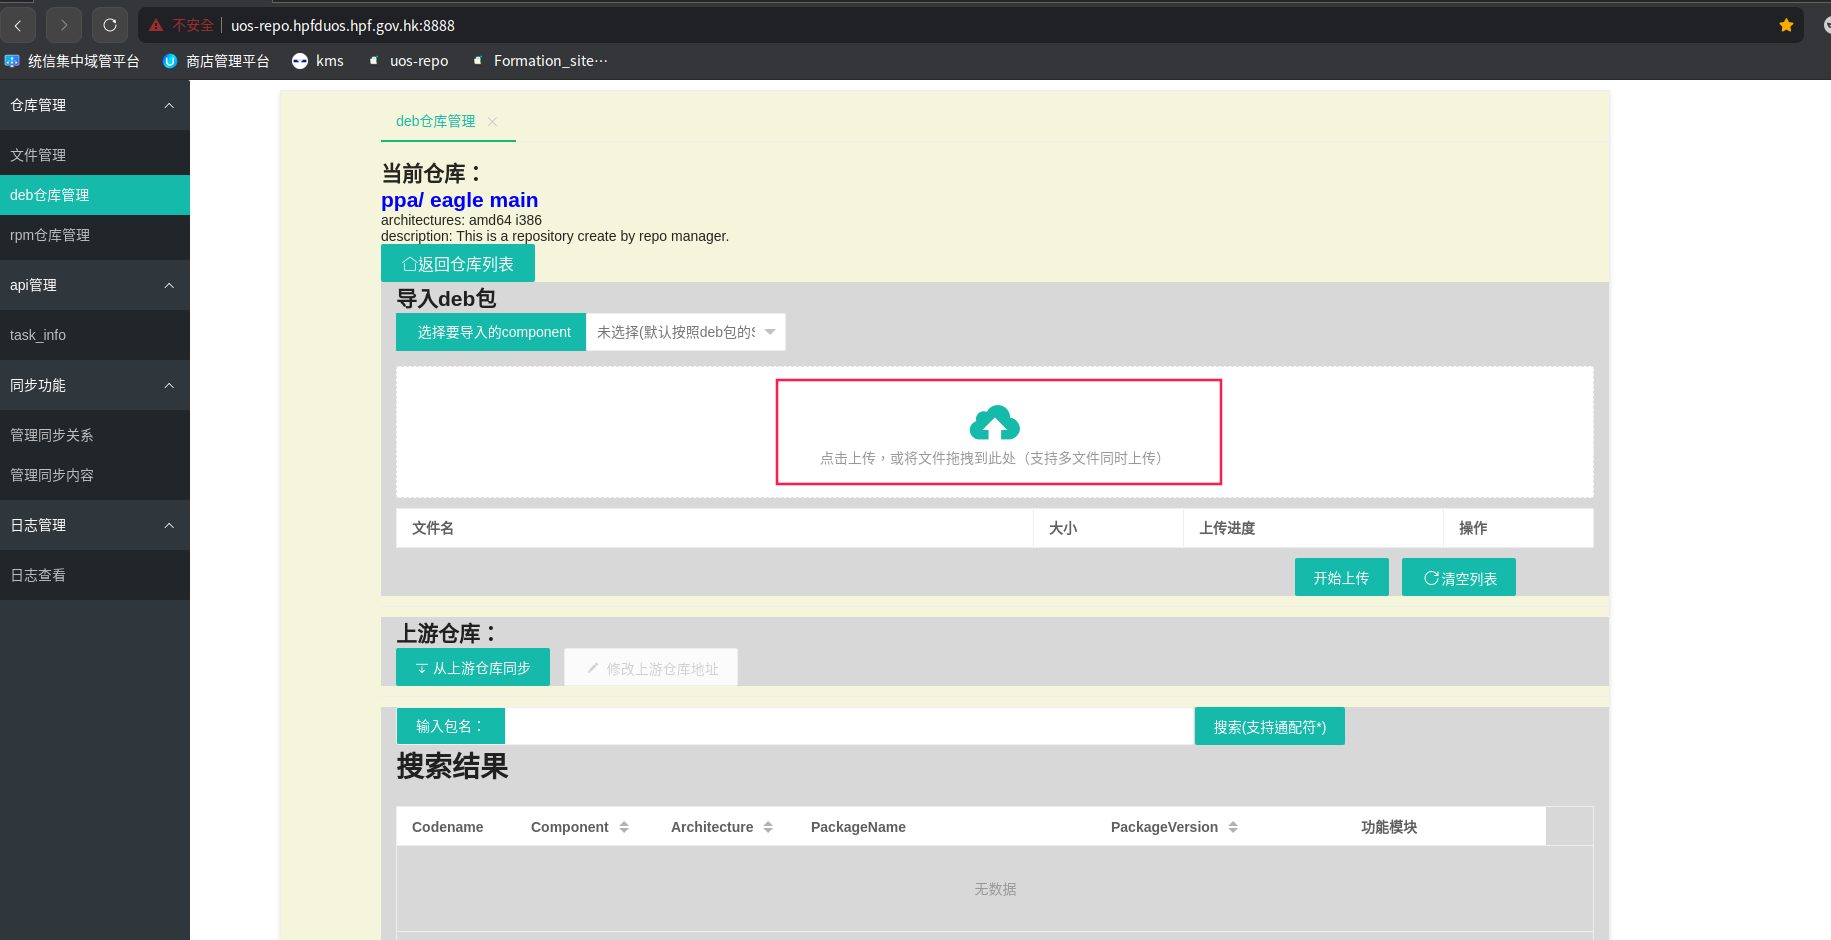 不安全 uos-repo.hpfduos.hpf.gov.hk:8888
统信集中域管平台 商店管理平台 kms uos-repo Formation_site…
仓库管理
文件管理
deb仓库管理
rpm仓库管理
api管理
task_info
同步功能
管理同步关系
管理同步内容
日志管理
日志查看
deb仓库管理
当前仓库：
ppa/ eagle main
architectures: amd64 i386
description: This is a repository create by repo manager.
返回仓库列表
导入deb包
选择要导入的component 未选择(默认按照deb包的S
点击上传，或将文件拖拽到此处（支持多文件同时上传）
文件名 大小 上传进度 操作
开始上传 清空列表
上游仓库：
从上游仓库同步 修改上游仓库地址
输入包名： 搜索(支持通配符*)
搜索结果
Codename Component Architecture PackageName PackageVersion 功能模块
无数据